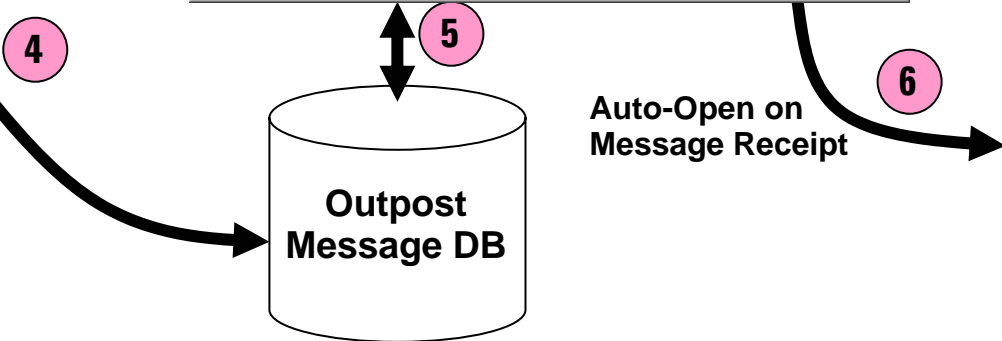 4
5
6
Auto-Open on
Message Receipt
Outpost
Message DB